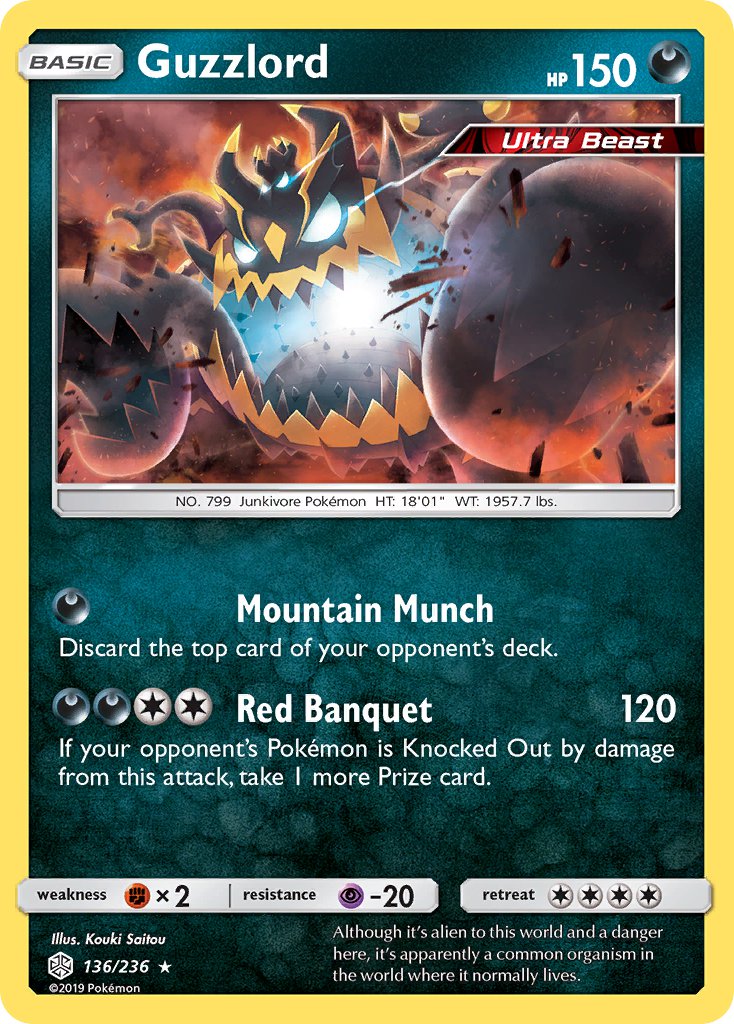 BASIC Guzzlord HP 150
Ultra Beast
NO. 799 Junkivore Pokémon HT: 18'01" WT: 1957.7 lbs.
Mountain Munch
Discard the top card of your opponent's deck.
Red Banquet 120
If your opponent's Pokémon is Knocked Out by damage
from this attack, take 1 more Prize card.
weakness × 2 resistance -20 retreat
Illus. Kouki Saitou
136/236 ★
©2019 Pokémon
Although it's alien to this world and a danger
here, it's apparently a common organism in
the world where it normally lives.